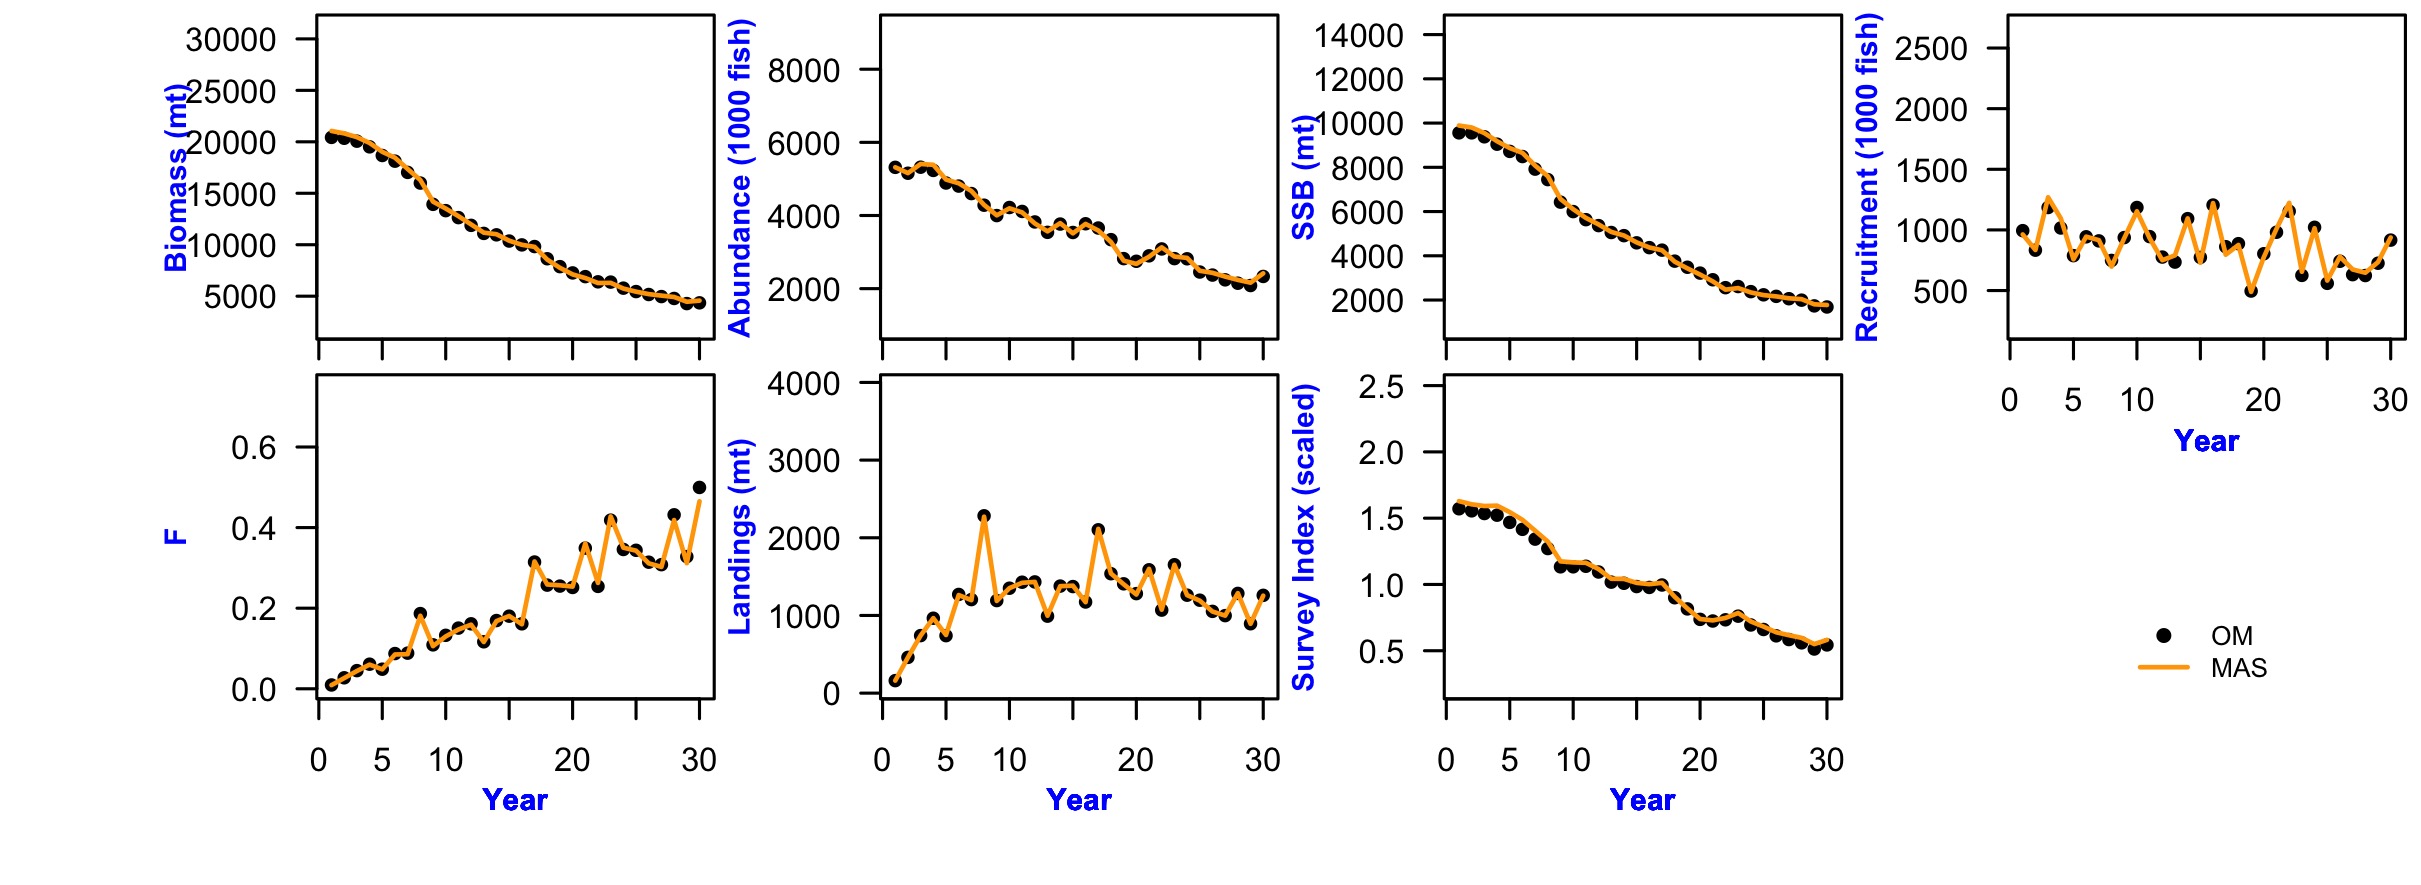 Biomass (mt)
30000
25000
20000
15000
10000
5000
Abundance (1000 fish)
8000
6000
4000
2000
SSB (mt)
14000
12000
10000
8000
6000
4000
2000
Recruitment (1000 fish)
2500
2000
1500
1000
500
0 5 10 20 30
Year
F
0.6
0.4
0.2
0.0
0 5 10 20 30
Year
Landings (mt)
4000
3000
2000
1000
0
0 5 10 20 30
Year
Survey Index (scaled)
2.5
2.0
1.5
1.0
0.5
0 5 10 20 30
Year
OM
MAS